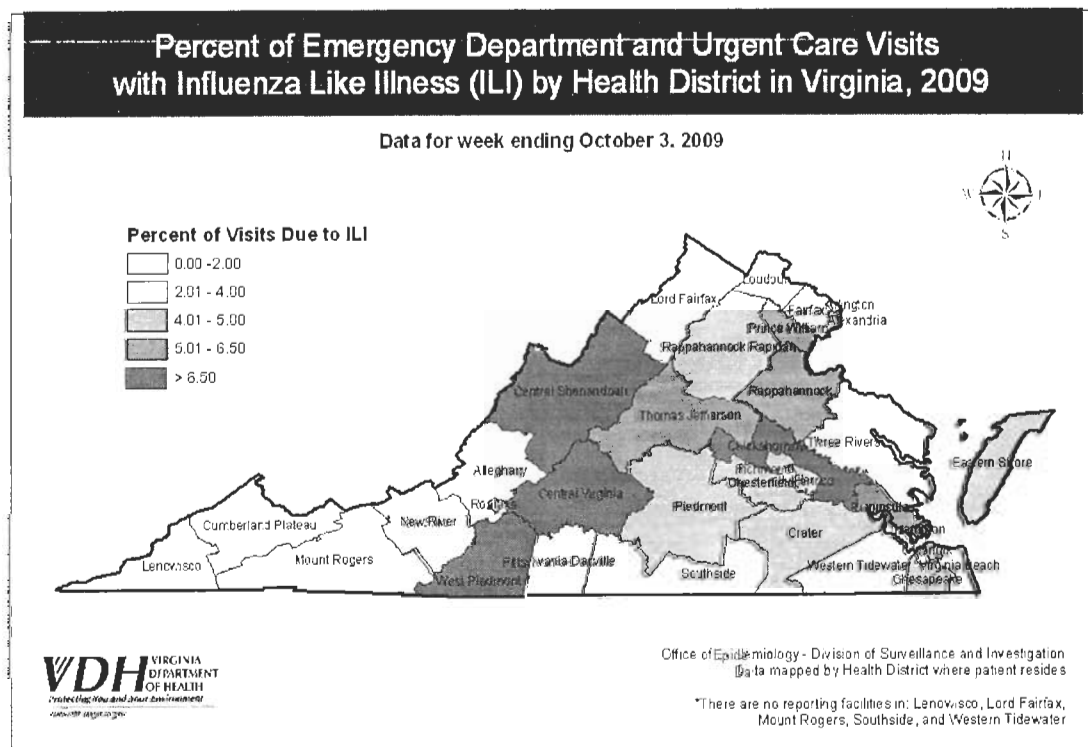 Percent of Emergency Department and Urgent Care Visits
with Influenza Like Illness (ILI) by Health District in Virginia, 2009
Data for week ending October 3, 2009
N
W
S
Percent of Visits Due to ILI
0.00 -2.00
2.01 - 4.00
4.01 - 5.00
5.01 - 6.50
> 6.50
Loudoun
Lord Fairfax
Arlington
Fairfax
Alexandria
Prince William
Rappahannock Rapidan
Central Shenandoah
Rappahannock
Thomas Jefferson
Chickahominy
Three Rivers
Eastern Shore
Alleghany
Richmond
Chesterfield
Henrico
Central Virginia
Roanoke
Piedmont
Peninsula
Cumberland Plateau
New River
Crater
Hampton
Lenowisco
Mount Rogers
Pittsylvania-Danville
West Piedmont
Southside
Western Tidewater
Virginia Beach
Chesapeake
VDH
VIRGINIA
DEPARTMENT
OF HEALTH
Protecting You and Your Environment
Office of Epidemiology - Division of Surveillance and Investigation
Data mapped by Health District where patient resides
*There are no reporting facilities in: Lenowisco, Lord Fairfax,
Mount Rogers, Southside, and Western Tidewater